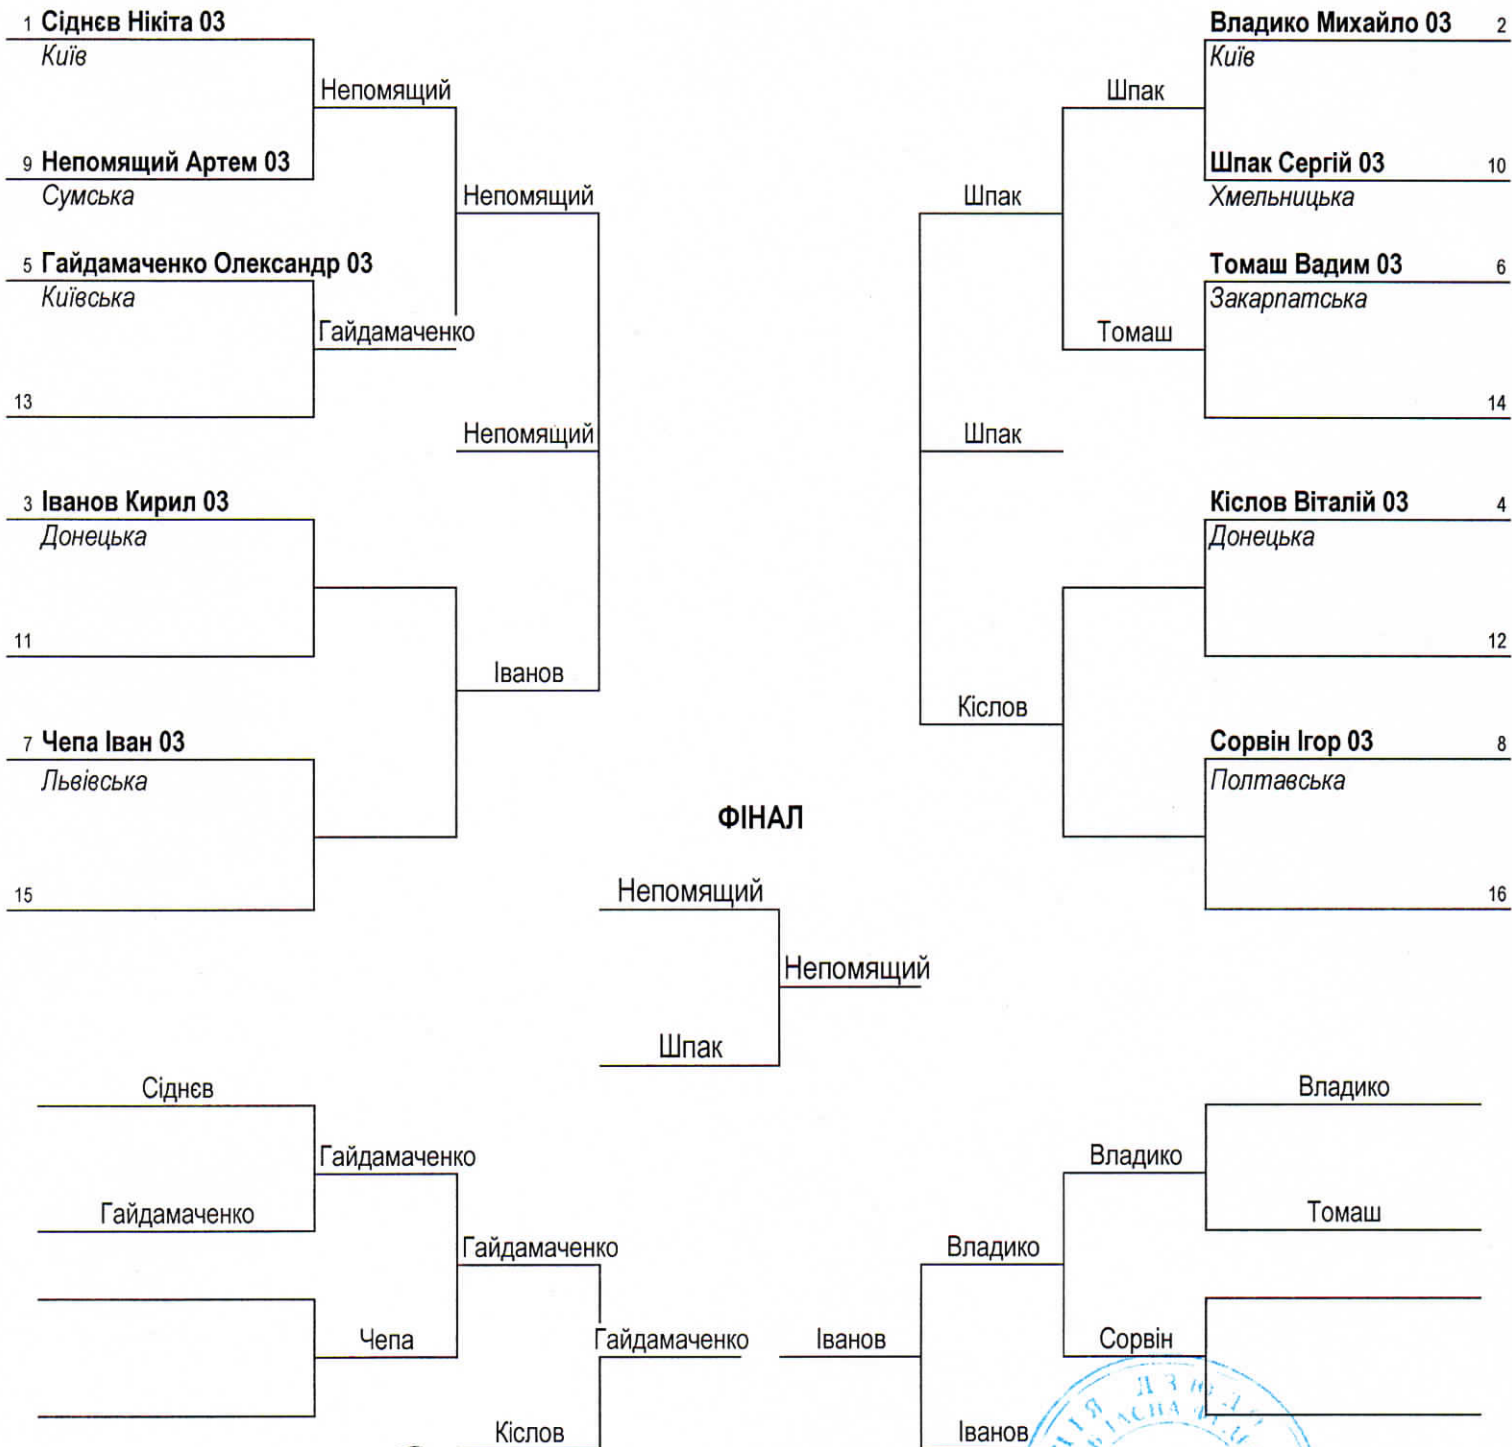 1 Сіднєв Нікіта 03
Київ
Непомящий
9 Непомящий Артем 03
Сумська
Непомящий
5 Гайдамаченко Олександр 03
Київська
Гайдамаченко
13
Непомящий
3 Іванов Кирил 03
Донецька
11
Іванов
7 Чепа Іван 03
Львівська
15
Владико Михайло 03 2
Київ
Шпак
Шпак Сергій 03 10
Хмельницька
Шпак
Томаш Вадим 03 6
Закарпатська
Томаш
14
Шпак
Кіслов Віталій 03 4
Донецька
12
Кіслов
Сорвін Ігор 03 8
Полтавська
16
ФІНАЛ
Непомящий
Непомящий
Шпак
Сіднєв
Гайдамаченко
Гайдамаченко
Гайдамаченко
Чепа
Гайдамаченко
Кіслов
Владико
Владико
Томаш
Владико
Іванов
Сорвін
Іванов